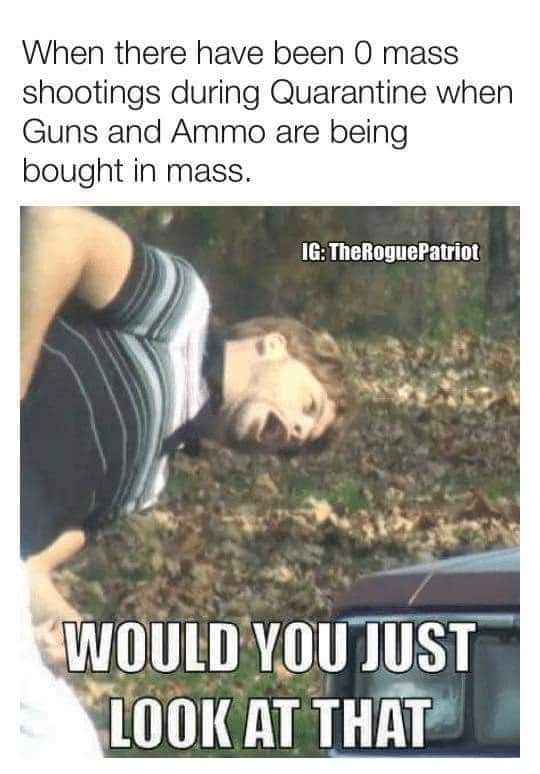 When there have been 0 mass
shootings during Quarantine when
Guns and Ammo are being
bought in mass.
IG: TheRoguePatriot
WOULD YOU JUST
LOOK AT THAT